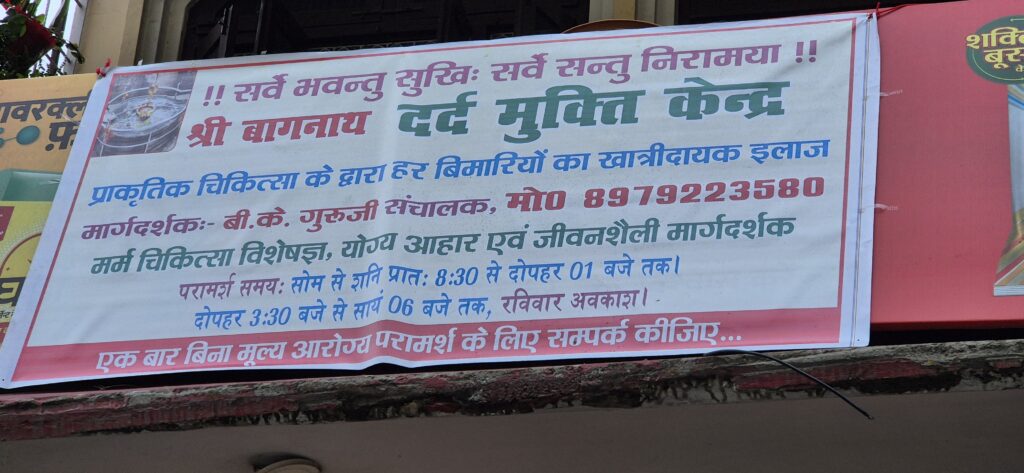 !! सर्वे भवन्तु सुखिः सर्वे सन्तु निरामया !!
श्री बागनाथ दर्द मुक्ति केन्द्र
प्राकृतिक चिकित्सा के द्वारा हर बिमारियों का खात्रीदायक इलाज
मार्गदर्शकः- बी.के. गुरूजी संचालक, मो0 8979223580
मर्म चिकित्सा विशेषज्ञ, योग्य आहार एवं जीवनशैली मार्गदर्शक
परामर्श समय: सोम से शनि प्रात: 8:30 से दोपहर 01 बजे तक।
दोपहर 3:30 बजे से सायं 06 बजे तक, रविवार अवकाश।
एक बार बिना मूल्य आरोग्य परामर्श के लिए सम्पर्क कीजिए...